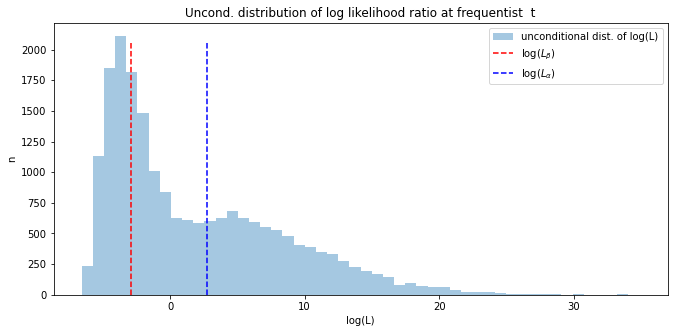 Uncond. distribution of log likelihood ratio at frequentist  t
unconditional dist. of log(L)
log(L_β)
log(L_α)
n
2000
1750
1500
1250
1000
750
500
250
0
0 10 20 30
log(L)